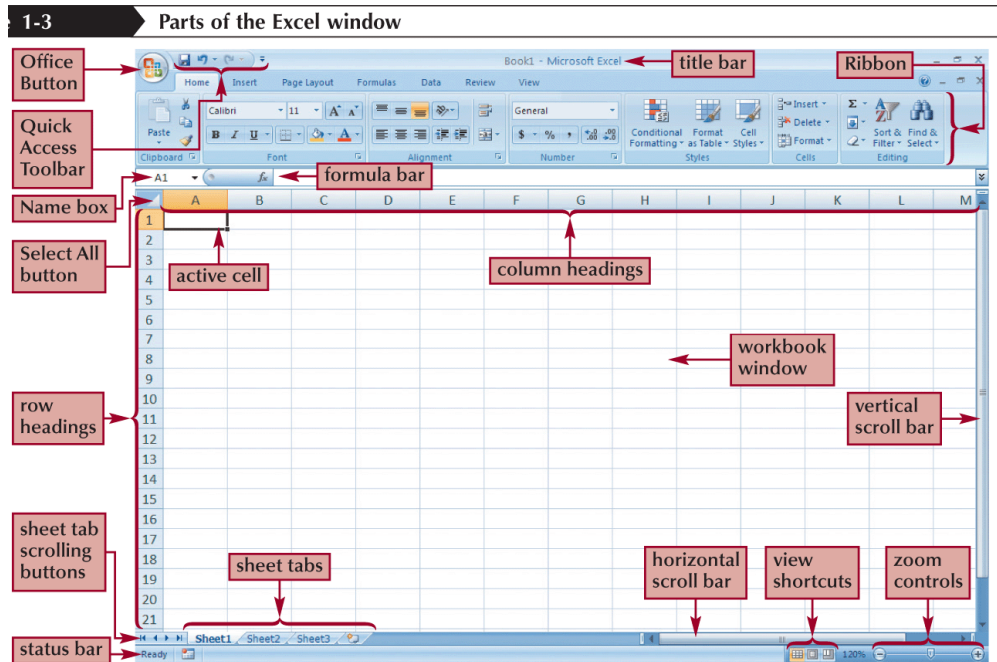 1-3 Parts of the Excel window
Office
Button
Quick
Access
Toolbar
Name box
Select All
button
row
headings
sheet tab
scrolling
buttons
status bar
Book1 - Microsoft Excel
title bar
Ribbon
Home Insert Page Layout Formulas Data Review View
Paste
Calibri 11 A A
B I U A
General
$ % ,
.00 .0
Conditional
Formatting
Format
as Table
Cell
Styles
Insert
Delete
Format
Σ
Sort &
Filter
Find &
Select
Clipboard Font Alignment Number Styles Cells Editing
A1 fx
formula bar
A B C D E F G H I J K L M
1
2
3
4
5
6
7
8
9
10
11
12
13
14
15
16
17
18
19
20
21
active cell
column headings
workbook
window
vertical
scroll bar
sheet tabs
horizontal
scroll bar
view
shortcuts
zoom
controls
Sheet1 Sheet2 Sheet3
Ready 120%